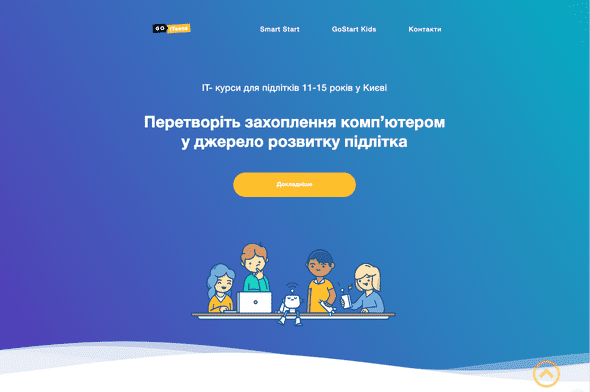 GO ITeens
Smart Start
GoStart Kids
Контакти
IT- курси для підлітків 11-15 років у Києві
Перетворіть захоплення комп’ютером
у джерело розвитку підлітка
Докладніше